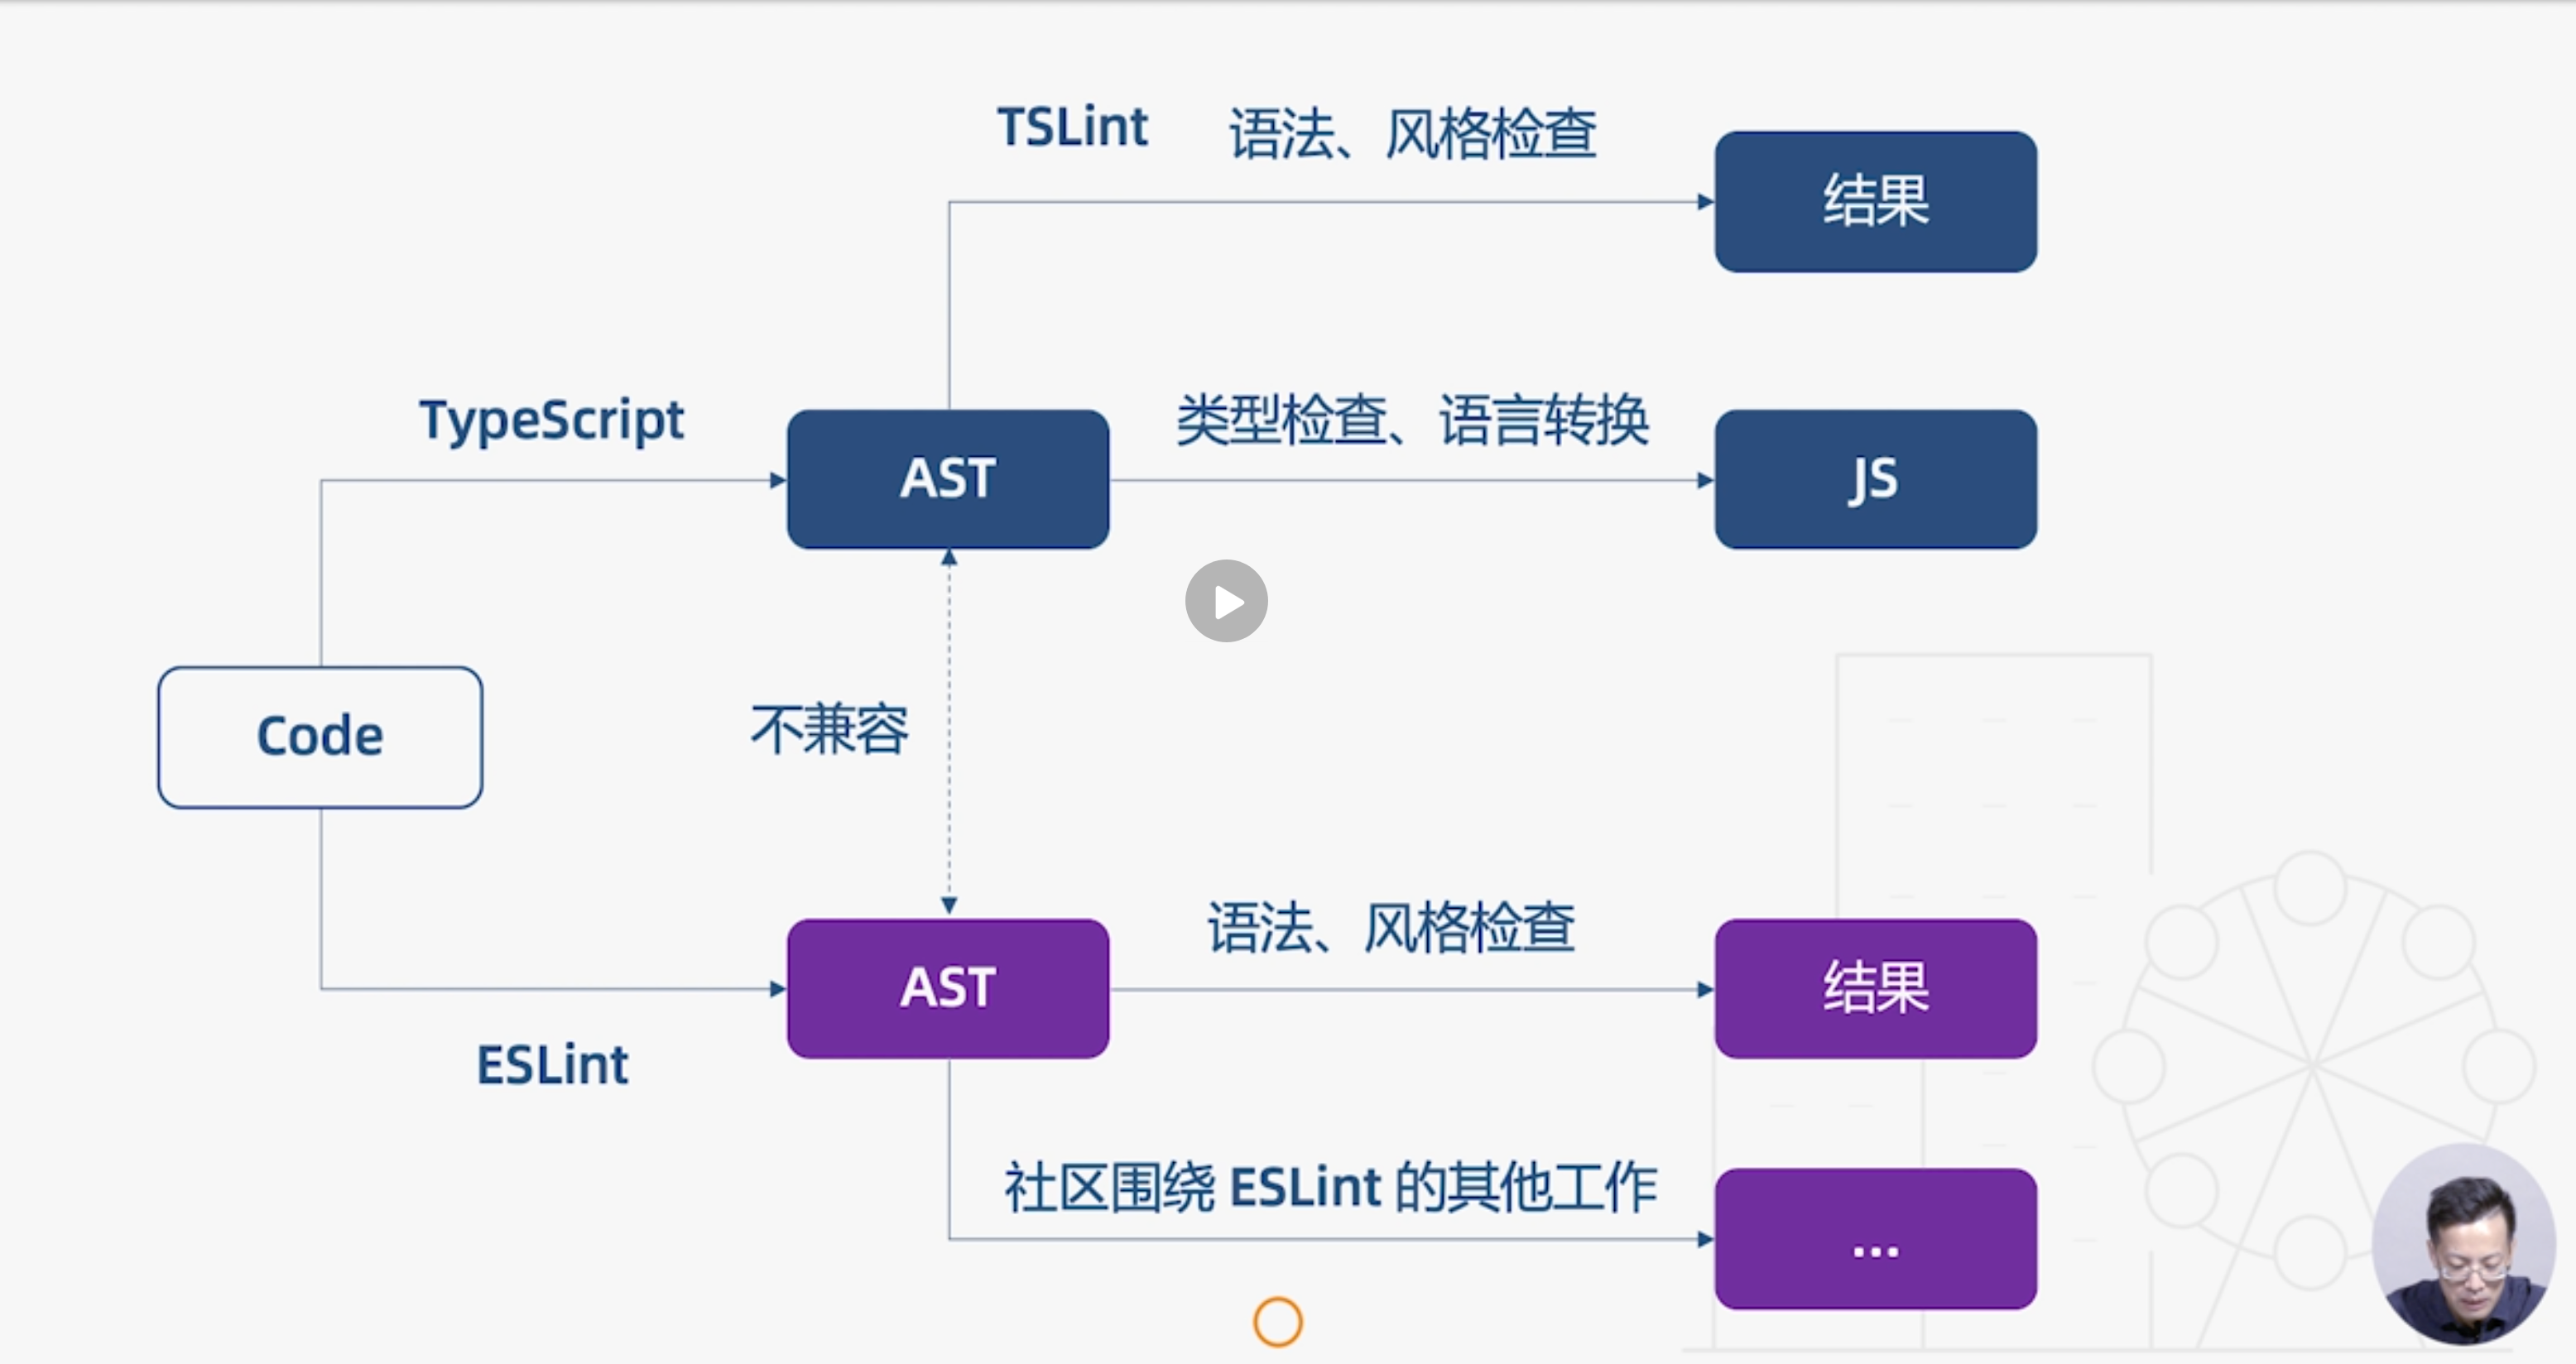 TSLint 语法、风格检查
结果
TypeScript
AST
类型检查、语言转换
JS
Code
不兼容
ESLint
AST
语法、风格检查
结果
社区围绕 ESLint 的其他工作
...